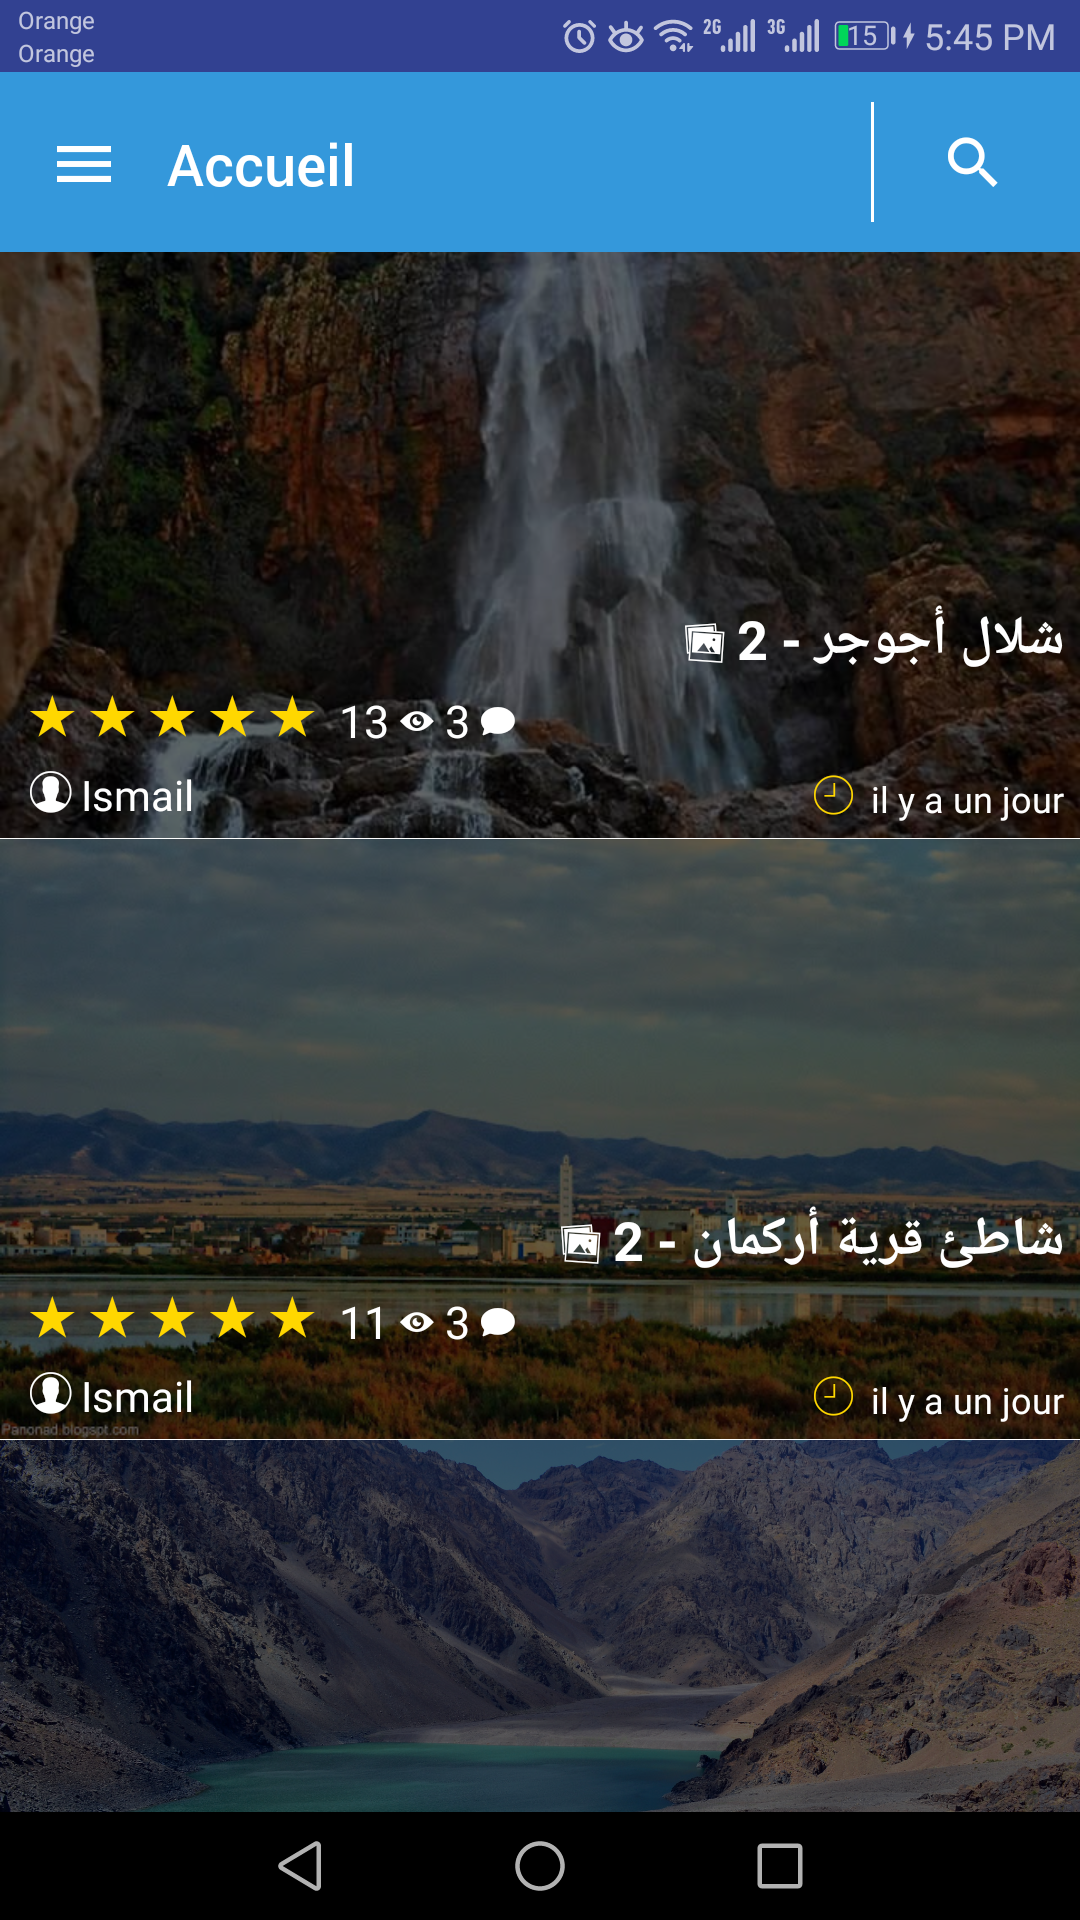 Orange
Orange
2G 3G 15 5:45 PM
Accueil
شلال أجوجر - 2
13 3
Ismail
il y a un jour
شاطئ قرية أركمان - 2
11 3
Ismail
il y a un jour
Panonad.blogspt.com